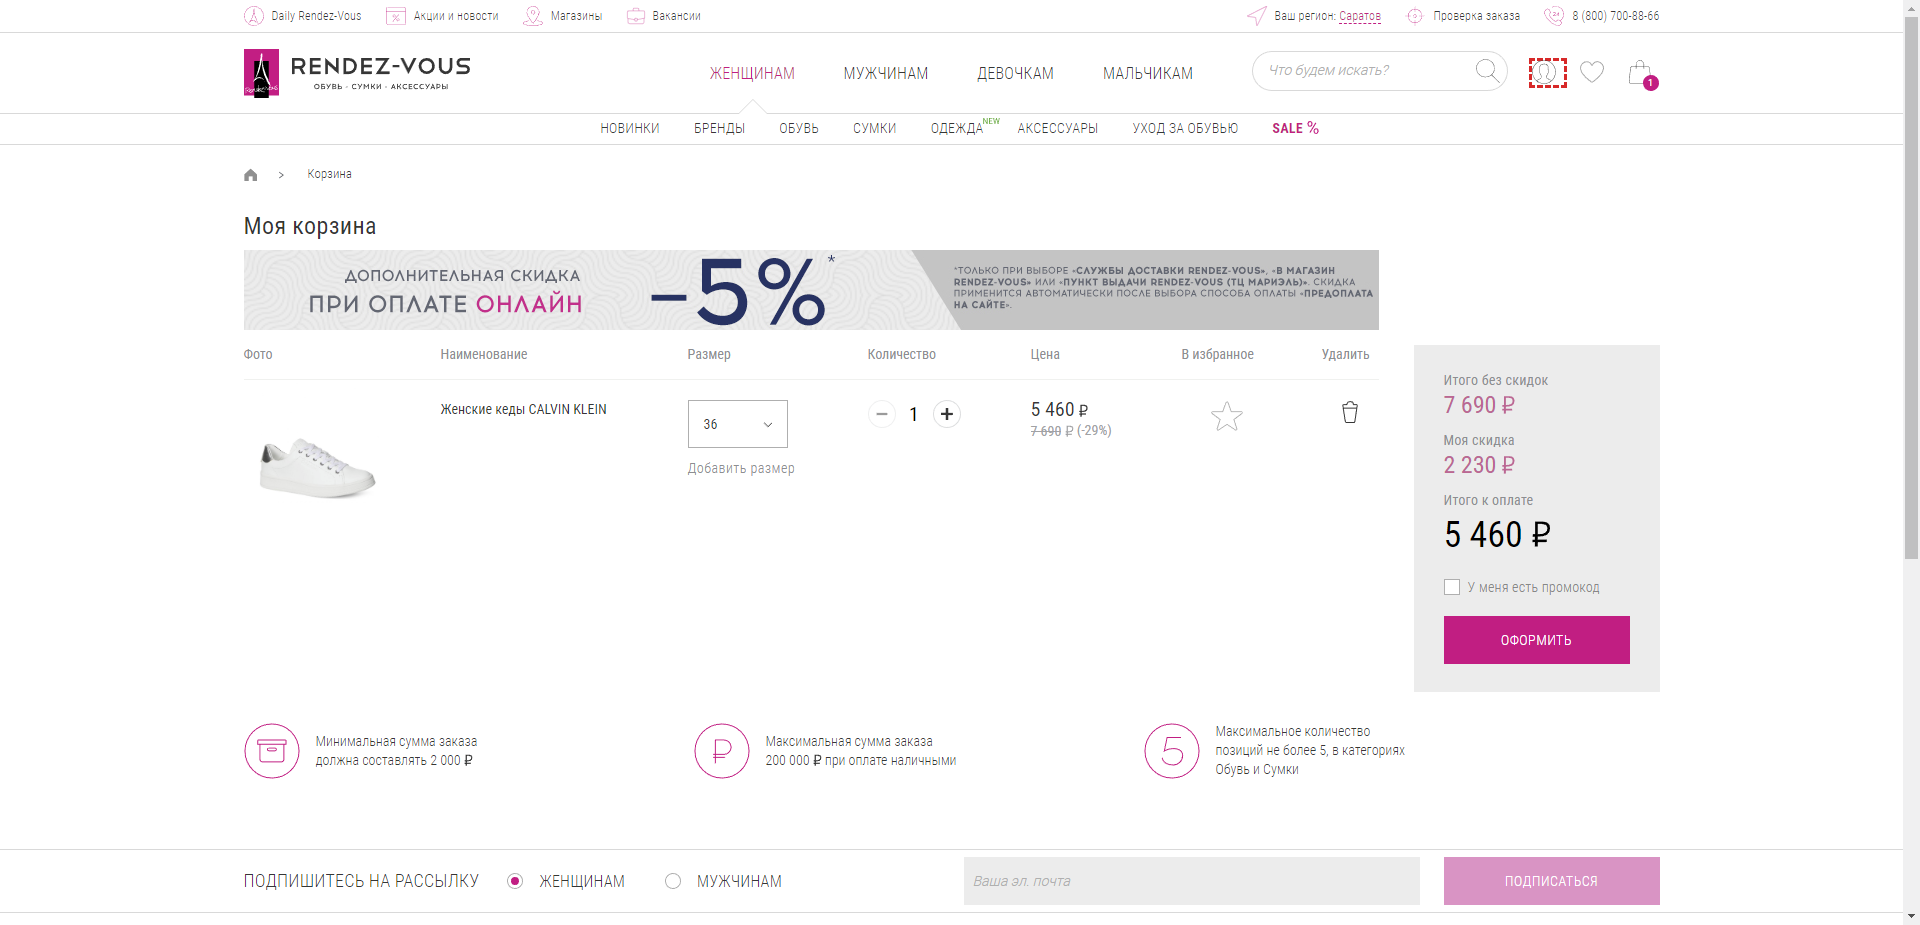 Daily Rendez-Vous Акции и новости Магазины Вакансии Ваш регион: Саратов Проверка заказа 8 (800) 700-88-66
RENDEZ-VOUS
ОБУВЬ · СУМКИ · АКСЕССУАРЫ
ЖЕНЩИНАМ МУЖЧИНАМ ДЕВОЧКАМ МАЛЬЧИКАМ Что будем искать? 1
НОВИНКИ БРЕНДЫ ОБУВЬ СУМКИ ОДЕЖДА NEW АКСЕССУАРЫ УХОД ЗА ОБУВЬЮ SALE %
> Корзина
Моя корзина
ДОПОЛНИТЕЛЬНАЯ СКИДКА
ПРИ ОПЛАТЕ ОНЛАЙН
–5%*
*ТОЛЬКО ПРИ ВЫБОРЕ «СЛУЖБЫ ДОСТАВКИ RENDEZ-VOUS», «В МАГАЗИН
RENDEZ-VOUS» ИЛИ «ПУНКТ ВЫДАЧИ RENDEZ-VOUS (ТЦ МАРИЭЛЬ)». СКИДКА
ПРИМЕНИТСЯ АВТОМАТИЧЕСКИ ПОСЛЕ ВЫБОРА СПОСОБА ОПЛАТЫ «ПРЕДОПЛАТА
НА САЙТЕ».
Фото Наименование Размер Количество Цена В избранное Удалить
Женские кеды CALVIN KLEIN 36 − 1 + 5 460 ₽
7 690 ₽ (-29%)
Добавить размер
Итого без скидок
7 690 ₽
Моя скидка
2 230 ₽
Итого к оплате
5 460 ₽
У меня есть промокод
ОФОРМИТЬ
Минимальная сумма заказа
должна составлять 2 000 ₽
₽
Максимальная сумма заказа
200 000 ₽ при оплате наличными
5
Максимальное количество
позиций не более 5, в категориях
Обувь и Сумки
ПОДПИШИТЕСЬ НА РАССЫЛКУ ЖЕНЩИНАМ МУЖЧИНАМ Ваша эл. почта ПОДПИСАТЬСЯ